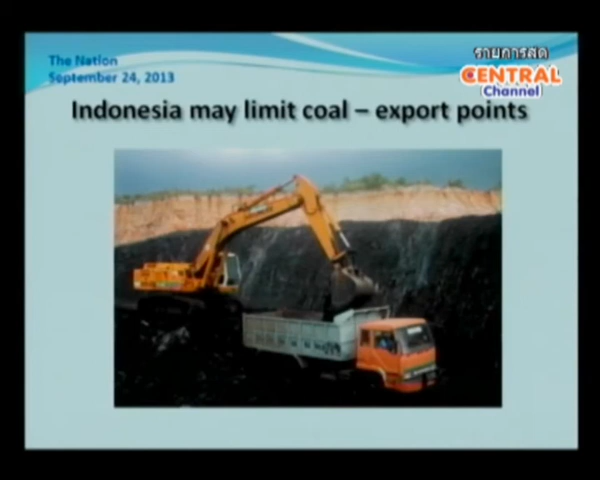 The Nation
September 24, 2013
รายการสด
CENTRAL
Channel
Indonesia may limit coal – export points